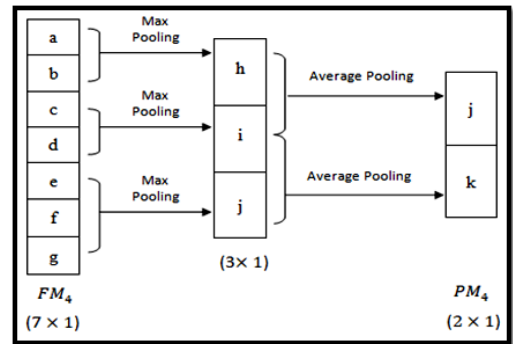 a
b
c
d
e
f
g
FM₄
(7 × 1)
Max
Pooling
Max
Pooling
Max
Pooling
h
i
j
(3× 1)
Average Pooling
Average Pooling
j
k
PM₄
(2 × 1)